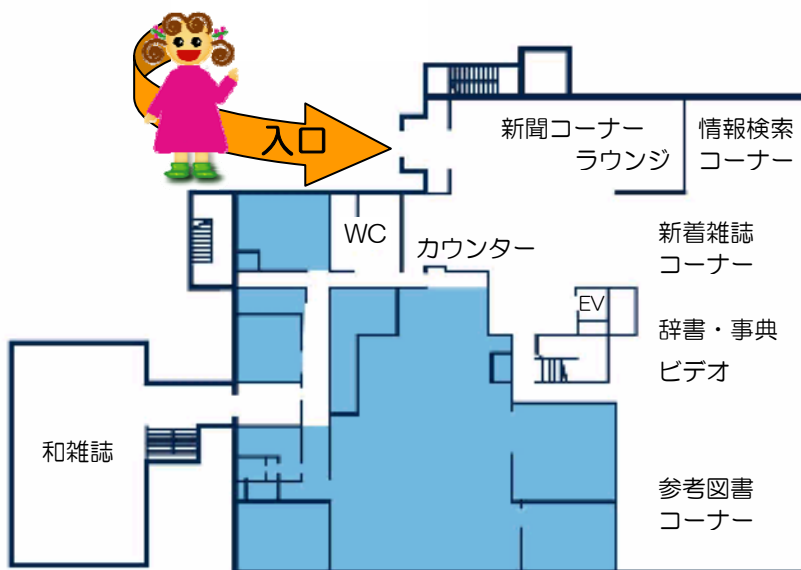 入口
新聞コーナー
ラウンジ
情報検索
コーナー
WC
カウンター
新着雑誌
コーナー
EV
辞書・事典
ビデオ
和雑誌
参考図書
コーナー